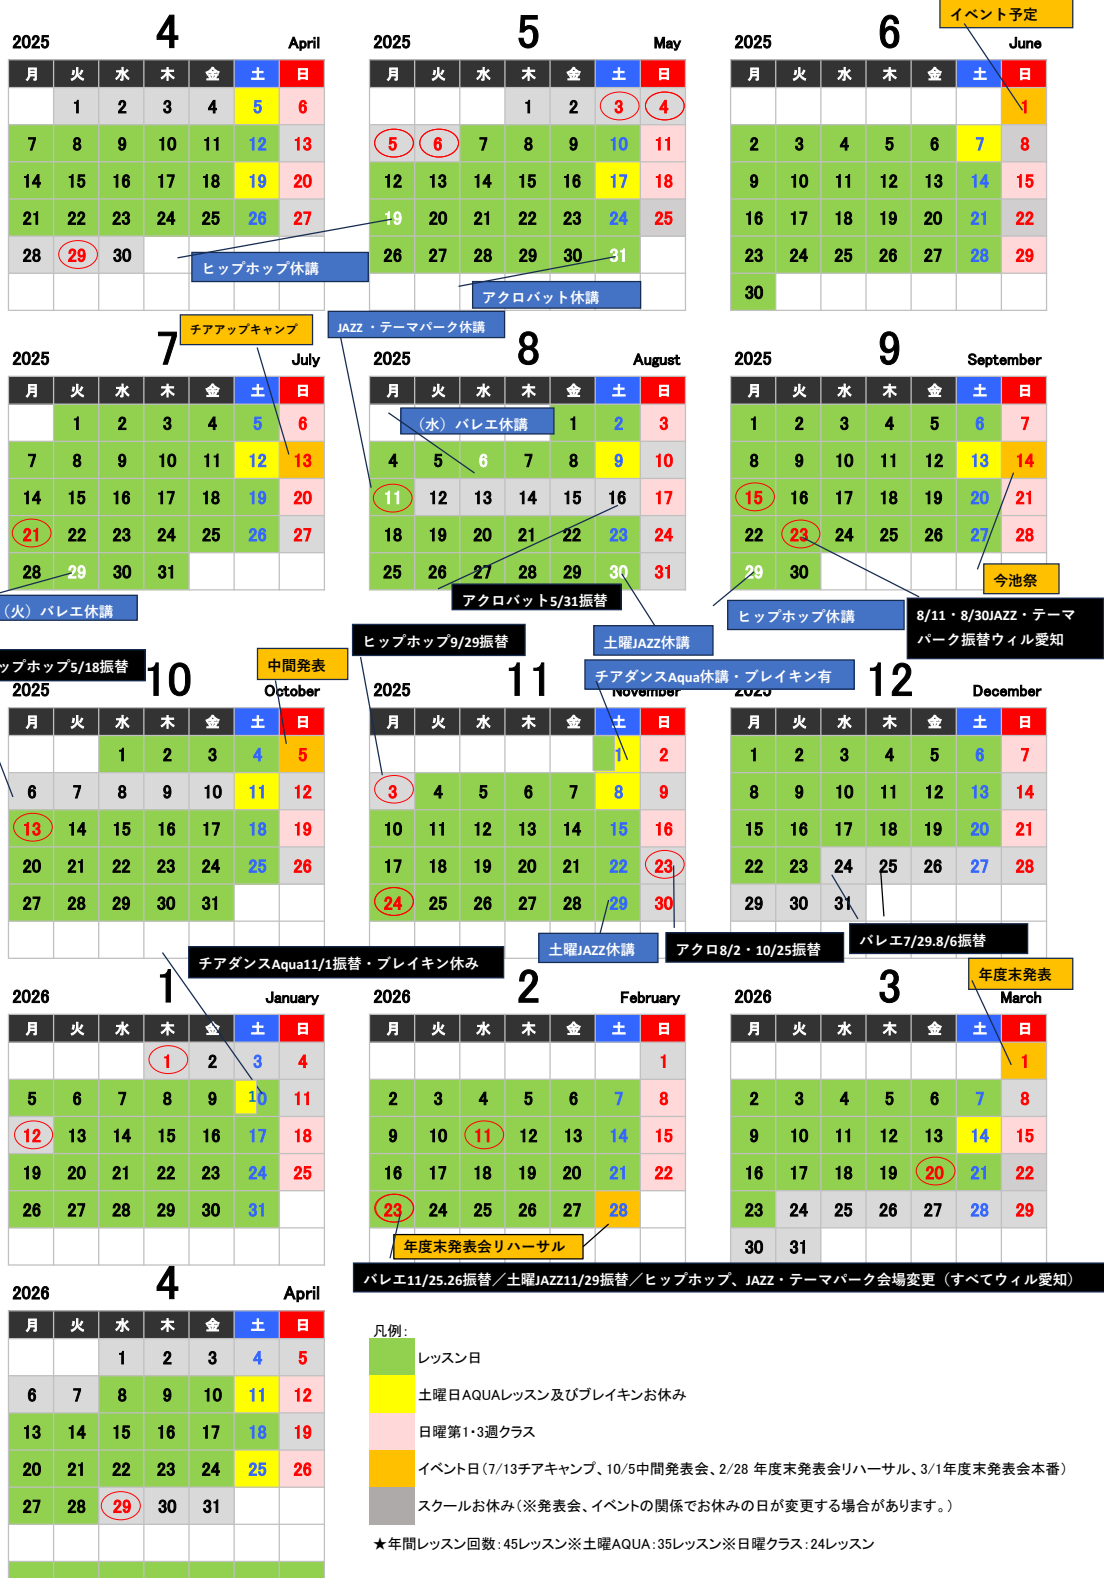 イベント予定
2025 4 April
月 火 水 木 金 土 日
1 2 3 4 5 6
7 8 9 10 11 12 13
14 15 16 17 18 19 20
21 22 23 24 25 26 27
28 29 30
2025 5 May
月 火 水 木 金 土 日
1 2 3 4
5 6 7 8 9 10 11
12 13 14 15 16 17 18
19 20 21 22 23 24 25
26 27 28 29 30 31
ヒップホップ休講
アクロバット休講
2025 6 June
月 火 水 木 金 土 日
1
2 3 4 5 6 7 8
9 10 11 12 13 14 15
16 17 18 19 20 21 22
23 24 25 26 27 28 29
30
チアアップキャンプ
JAZZ ・テーマパーク休講
2025 7 July
月 火 水 木 金 土 日
1 2 3 4 5 6
7 8 9 10 11 12 13
14 15 16 17 18 19 20
21 22 23 24 25 26 27
28 29 30 31
（火）バレエ休講
2025 8 August
月 火 水 木 金 土 日
（水）バレエ休講
1 2 3
4 5 6 7 8 9 10
11 12 13 14 15 16 17
18 19 20 21 22 23 24
25 26 27 28 29 30 31
アクロバット5/31振替
土曜JAZZ休講
2025 9 September
月 火 水 木 金 土 日
1 2 3 4 5 6 7
8 9 10 11 12 13 14
15 16 17 18 19 20 21
22 23 24 25 26 27 28
29 30
今池祭
ヒップホップ休講
8/11・8/30JAZZ・テーマ
パーク振替ウィル愛知
ップホップ5/18振替
中間発表
ヒップホップ9/29振替
チアダンスAqua休講・ブレイキン有
2025 10 October
月 火 水 木 金 土 日
1 2 3 4 5
6 7 8 9 10 11 12
13 14 15 16 17 18 19
20 21 22 23 24 25 26
27 28 29 30 31
2025 11 November
月 火 水 木 金 土 日
1 2
3 4 5 6 7 8 9
10 11 12 13 14 15 16
17 18 19 20 21 22 23
24 25 26 27 28 29 30
土曜JAZZ休講
アクロ8/2・10/25振替
2025 12 December
月 火 水 木 金 土 日
1 2 3 4 5 6 7
8 9 10 11 12 13 14
15 16 17 18 19 20 21
22 23 24 25 26 27 28
29 30 31
バレエ7/29.8/6振替
チアダンスAqua11/1振替・ブレイキン休み
年度末発表
2026 1 January
月 火 水 木 金 土 日
1 2 3 4
5 6 7 8 9 10 11
12 13 14 15 16 17 18
19 20 21 22 23 24 25
26 27 28 29 30 31
2026 2 February
月 火 水 木 金 土 日
1
2 3 4 5 6 7 8
9 10 11 12 13 14 15
16 17 18 19 20 21 22
23 24 25 26 27 28
年度末発表会リハーサル
2026 3 March
月 火 水 木 金 土 日
1
2 3 4 5 6 7 8
9 10 11 12 13 14 15
16 17 18 19 20 21 22
23 24 25 26 27 28 29
30 31
バレエ11/25.26振替／土曜JAZZ11/29振替／ヒップホップ、JAZZ・テーマパーク会場変更（すべてウィル愛知）
2026 4 April
月 火 水 木 金 土 日
1 2 3 4 5
6 7 8 9 10 11 12
13 14 15 16 17 18 19
20 21 22 23 24 25 26
27 28 29 30 31
凡例：
レッスン日
土曜日AQUAレッスン及びブレイキンお休み
日曜第1・3週クラス
イベント日（7/13チアキャンプ、10/5中間発表会、2/28 年度末発表会リハーサル、3/1年度末発表会本番）
スクールお休み（※発表会、イベントの関係でお休みの日が変更する場合があります。）
★年間レッスン回数：45レッスン※土曜AQUA：35レッスン※日曜クラス：24レッスン